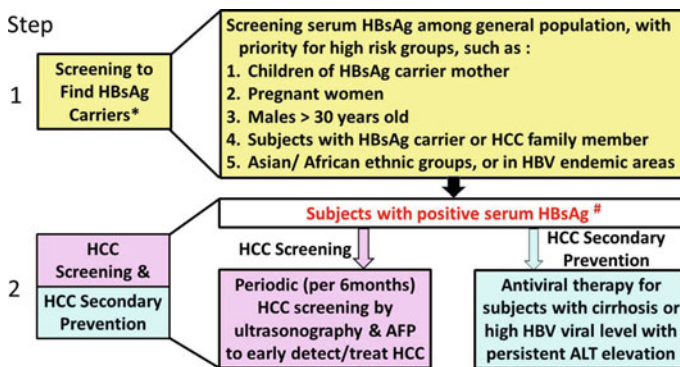 Step
1
Screening to
Find HBsAg
Carriers*
Screening serum HBsAg among general population, with
priority for high risk groups, such as :
1. Children of HBsAg carrier mother
2. Pregnant women
3. Males > 30 years old
4. Subjects with HBsAg carrier or HCC family member
5. Asian/ African ethnic groups, or in HBV endemic areas
2
HCC
Screening &
HCC Secondary
Prevention
Subjects with positive serum HBsAg #
HCC Screening
HCC Secondary
Prevention
Periodic (per 6months)
HCC screening by
ultrasonography & AFP
to early detect/treat HCC
Antiviral therapy for
subjects with cirrhosis or
high HBV viral level with
persistent ALT elevation